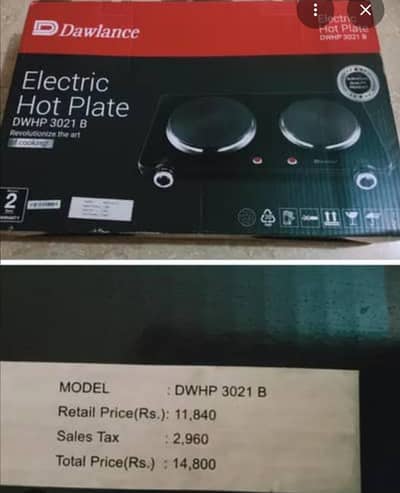 Dawlance
Electric
Hot Plate
DWHP 3021 B
Electric
Hot Plate
DWHP 3021 B
Revolutionize the art
of cooking!
2
MODEL : DWHP 3021 B
Retail Price(Rs.): 11,840
Sales Tax : 2,960
Total Price(Rs.) : 14,800